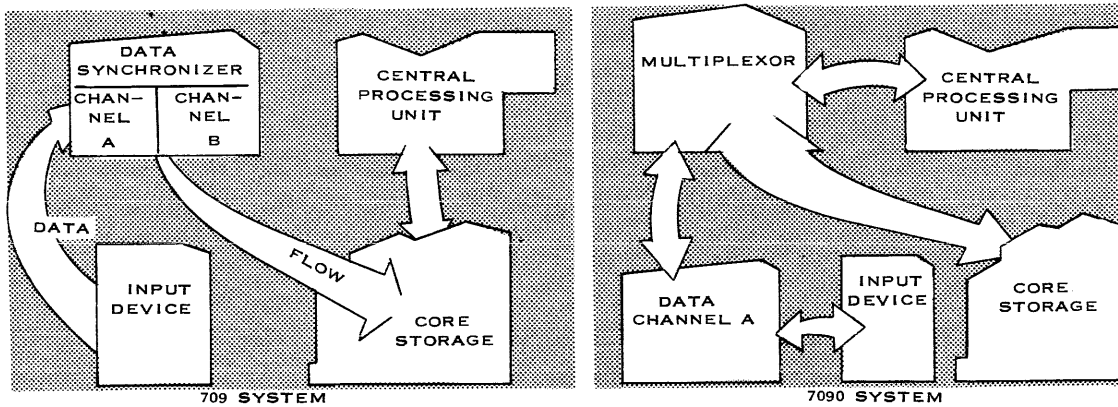 DATA
SYNCHRONIZER
CHAN-
NEL
A
CHAN-
NEL
B
CENTRAL
PROCESSING
UNIT
DATA
FLOW
INPUT
DEVICE
CORE
STORAGE
709 SYSTEM
MULTIPLEXOR
CENTRAL
PROCESSING
UNIT
DATA
CHANNEL A
INPUT
DEVICE
CORE
STORAGE
7090 SYSTEM